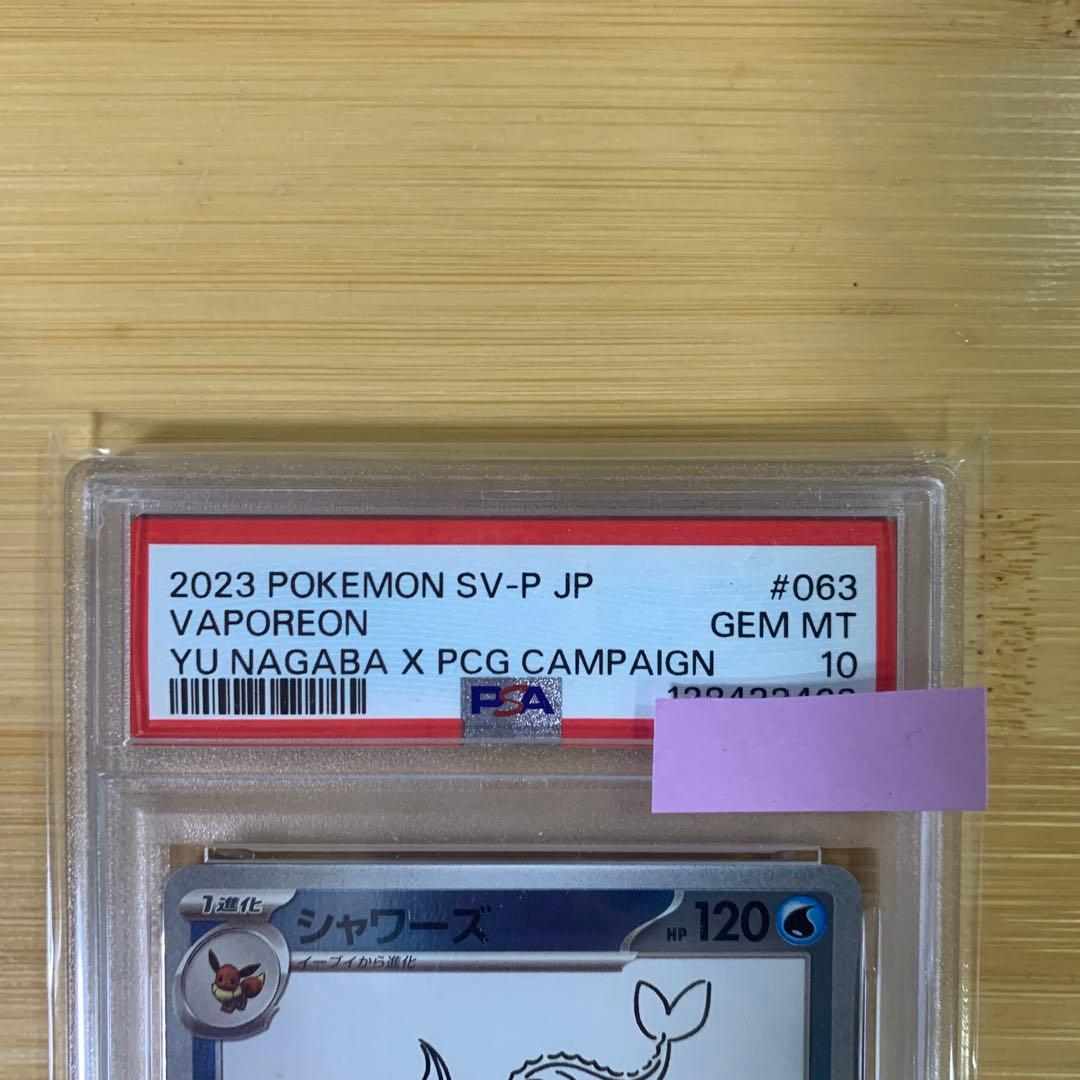 2023 POKEMON SV-P JP #063
VAPOREON GEM MT
YU NAGABA X PCG CAMPAIGN 10
PSA
1進化
シャワーズ HP 120
イーブイから進化